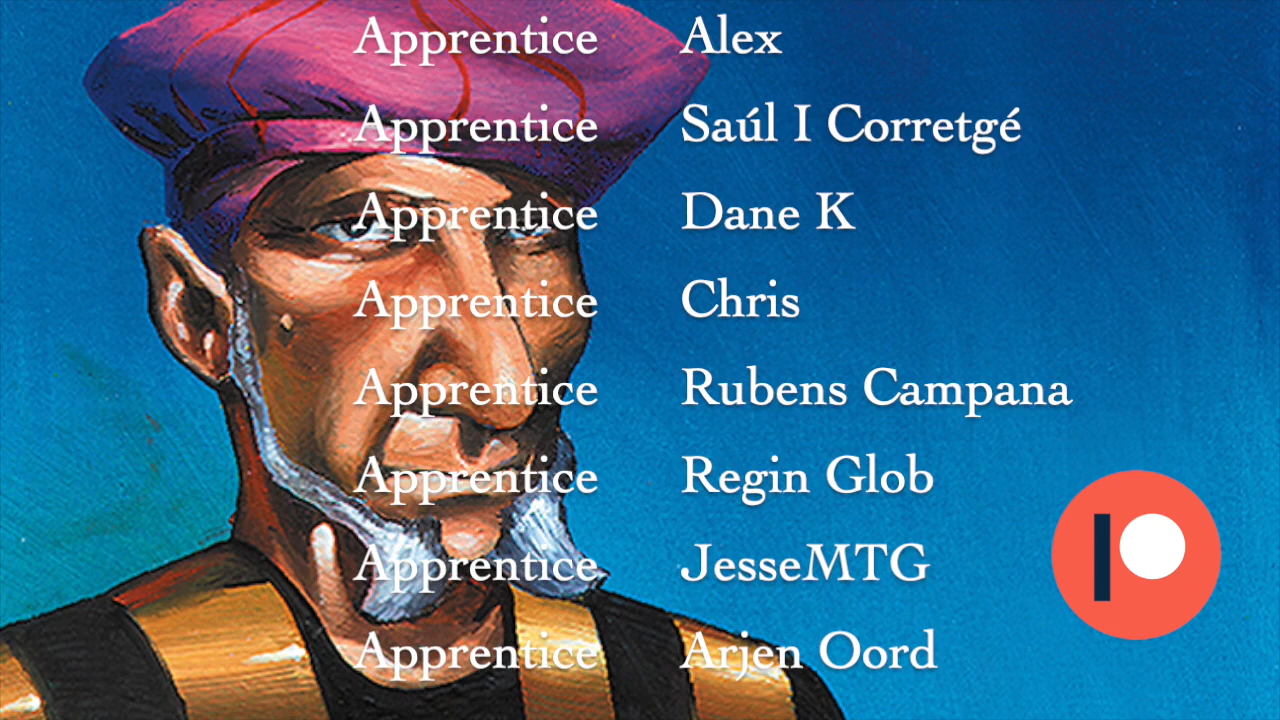 Apprentice Alex
Apprentice Saúl I Corretgé
Apprentice Dane K
Apprentice Chris
Apprentice Rubens Campana
Apprentice Regin Glob
Apprentice JesseMTG
Apprentice Arjen Oord